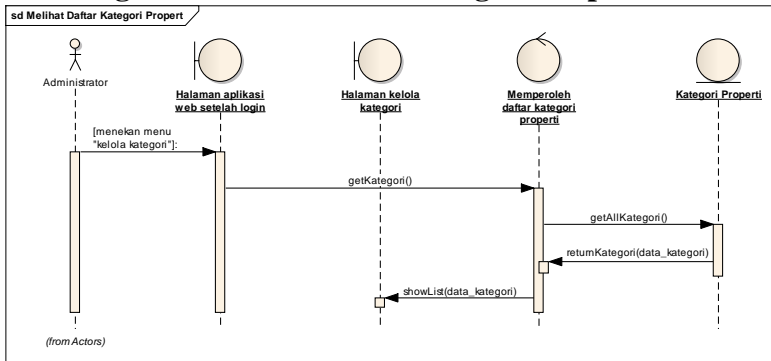 sd Melihat Daftar Kategori Propert
Administrator
Halaman aplikasi
web setelah login
Halaman kelola
kategori
Memperoleh
daftar kategori
properti
Kategori Properti
[menekan menu
"kelola kategori"]:
getKategori()
getAllKategori()
returnKategori(data_kategori)
showList(data_kategori)
(from Actors)